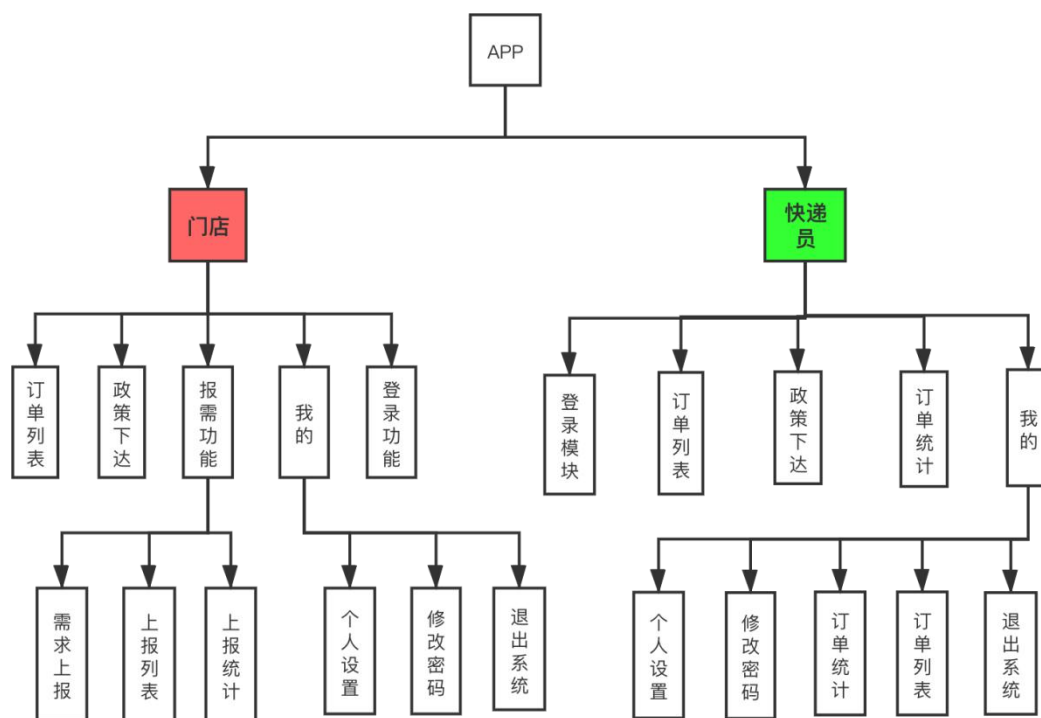 APP
门店
快递
员
订单列表
政策下达
报需功能
我的
登录功能
登录模块
订单列表
政策下达
订单统计
我的
需求上报
上报列表
上报统计
个人设置
修改密码
退出系统
个人设置
修改密码
订单统计
订单列表
退出系统